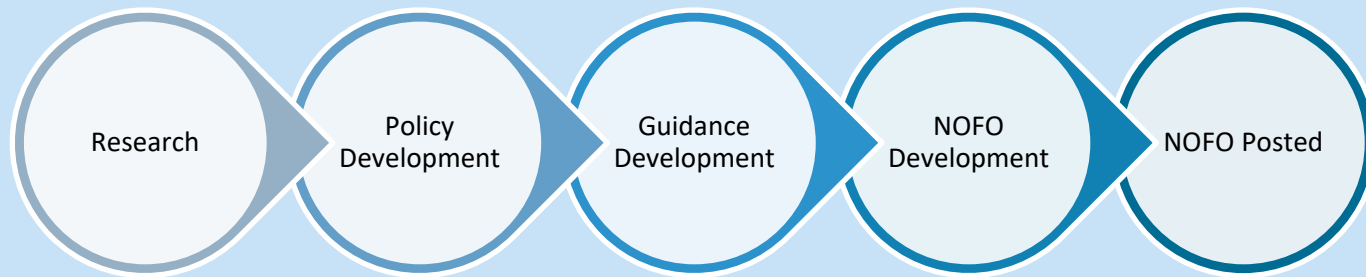 Research
Policy
Development
Guidance
Development
NOFO
Development
NOFO Posted